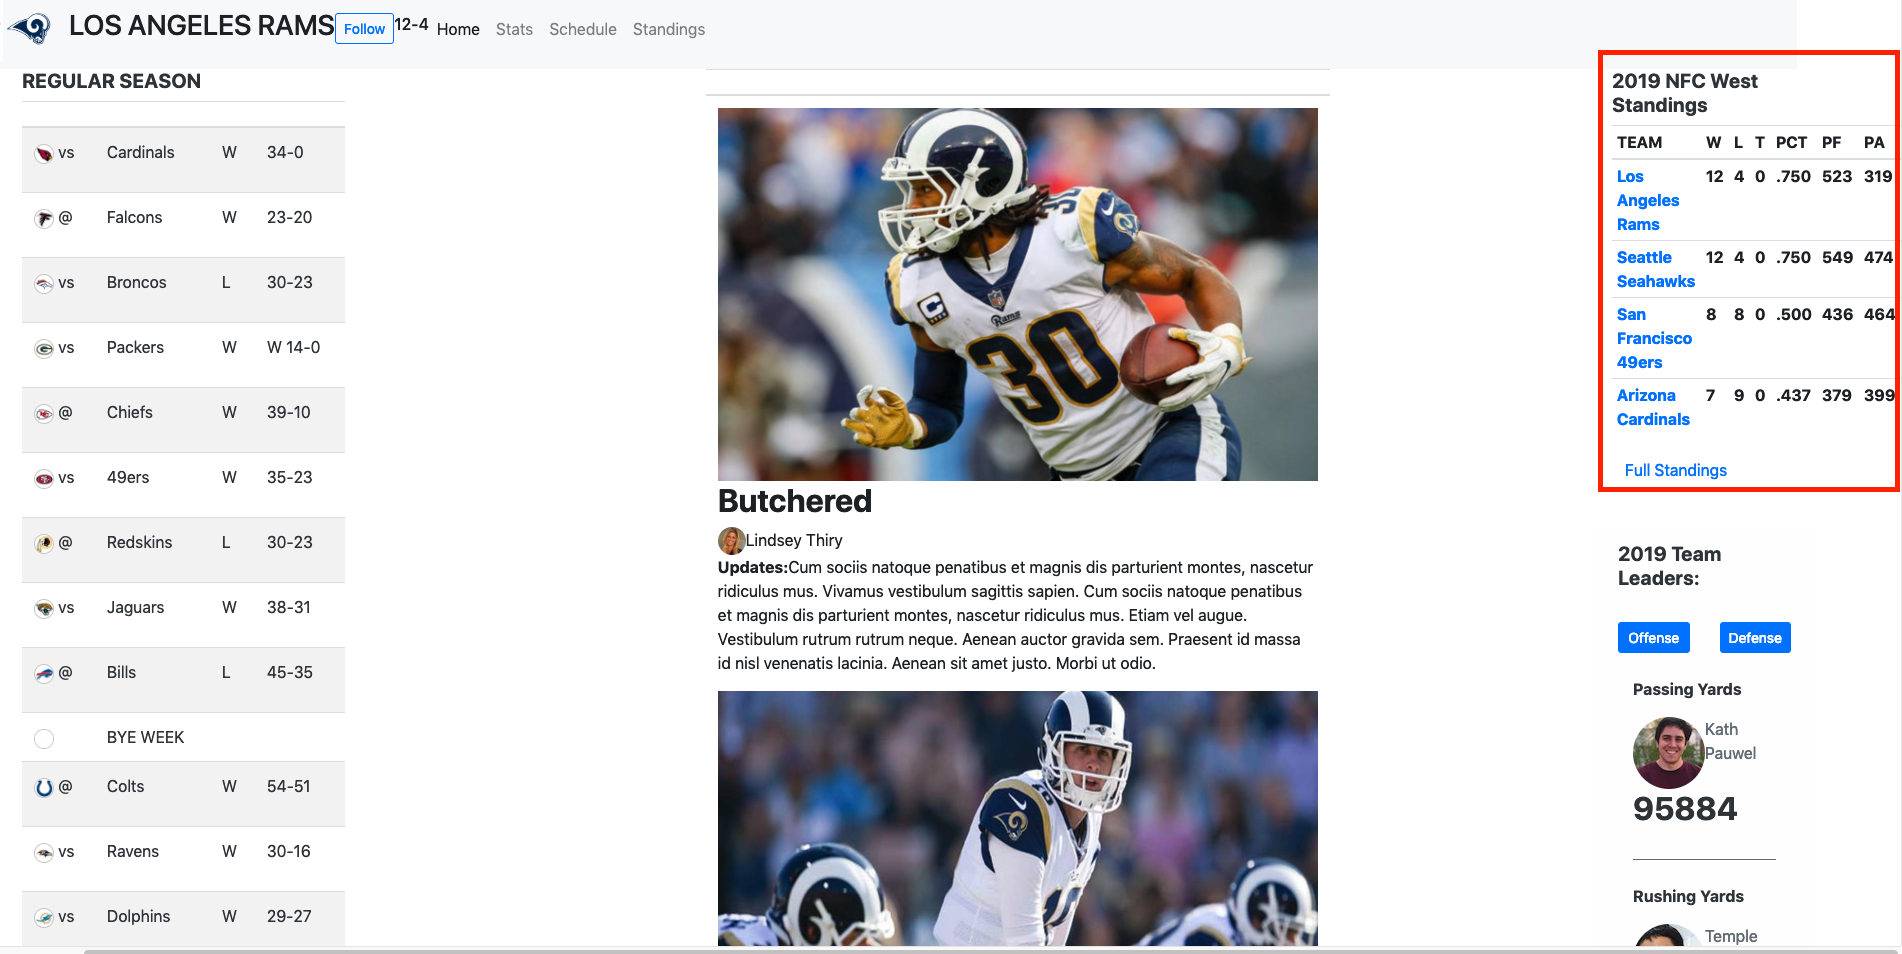 LOS ANGELES RAMS Follow 12-4 Home Stats Schedule Standings
REGULAR SEASON
vs Cardinals W 34-0
@ Falcons W 23-20
vs Broncos L 30-23
vs Packers W W 14-0
@ Chiefs W 39-10
vs 49ers W 35-23
@ Redskins L 30-23
vs Jaguars W 38-31
@ Bills L 45-35
BYE WEEK
@ Colts W 54-51
vs Ravens W 30-16
vs Dolphins W 29-27
30
Rams
30
Butchered
Lindsey Thiry
Updates:Cum sociis natoque penatibus et magnis dis parturient montes, nascetur
ridiculus mus. Vivamus vestibulum sagittis sapien. Cum sociis natoque penatibus
et magnis dis parturient montes, nascetur ridiculus mus. Etiam vel augue.
Vestibulum rutrum rutrum neque. Aenean auctor gravida sem. Praesent id massa
id nisl venenatis lacinia. Aenean sit amet justo. Morbi ut odio.
2019 NFC West
Standings
TEAM W L T PCT PF PA
Los 12 4 0 .750 523 319
Angeles
Rams
Seattle 12 4 0 .750 549 474
Seahawks
San 8 8 0 .500 436 464
Francisco
49ers
Arizona 7 9 0 .437 379 399
Cardinals
Full Standings
2019 Team
Leaders:
Offense Defense
Passing Yards
Kath
Pauwel
95884
Rushing Yards
Temple